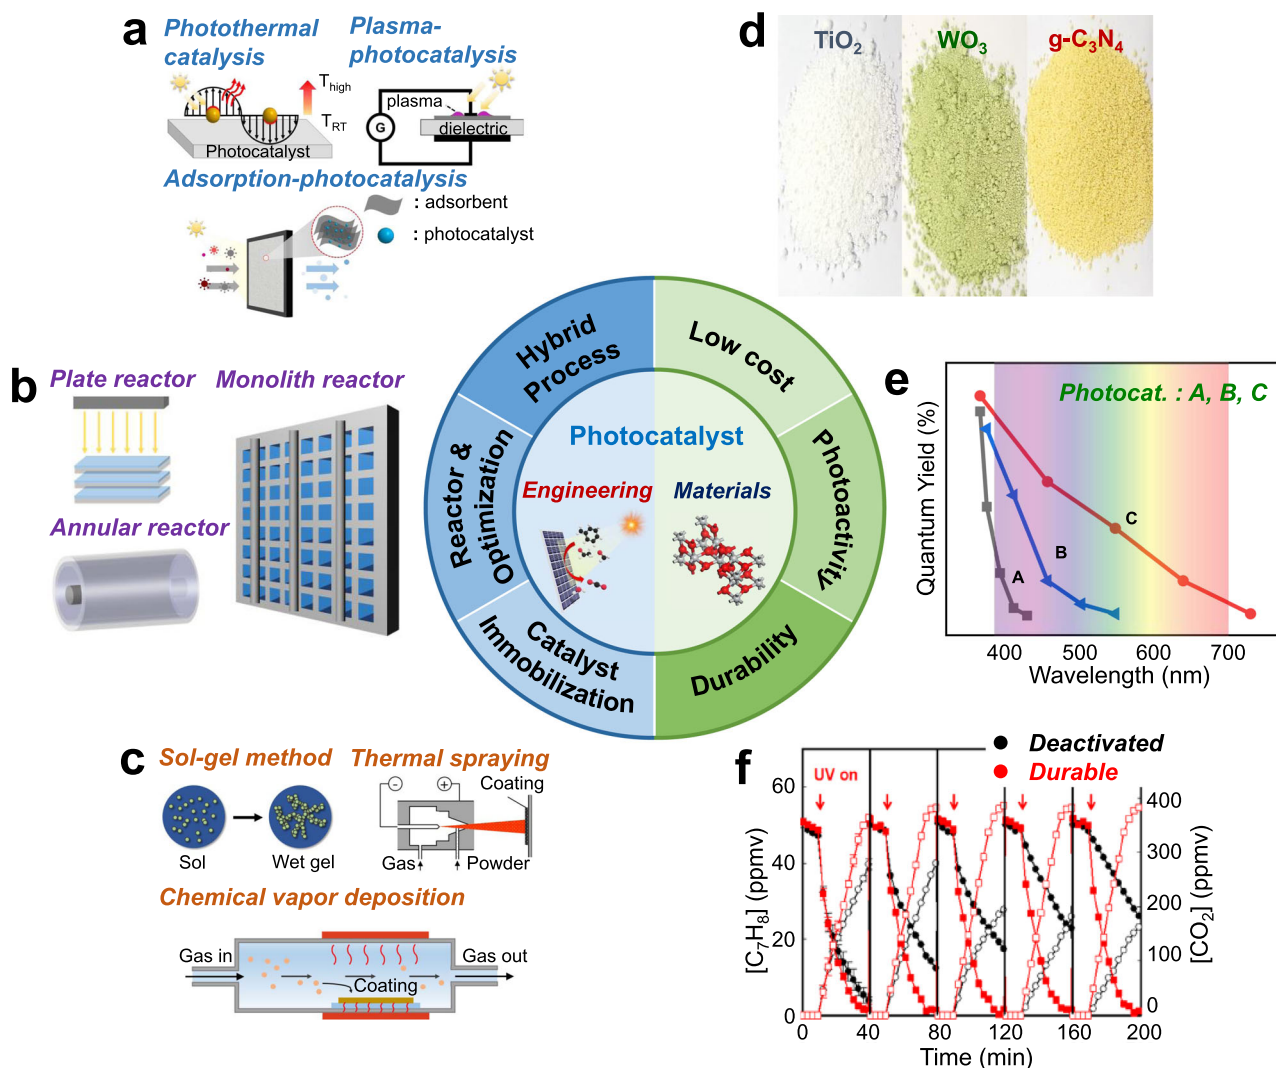 a
Photothermal
catalysis
Plasma-
photocatalysis
T high
T RT
Photocatalyst
plasma
G
dielectric
Adsorption-photocatalysis
: adsorbent
: photocatalyst
b
Plate reactor
Monolith reactor
Annular reactor
c
Sol-gel method
Thermal spraying
Sol
Wet gel
-
+
Coating
Gas
Powder
Chemical vapor deposition
Gas in
Gas out
Coating
Hybrid
Process
Reactor &
Optimization
Catalyst
Immobilization
Low cost
Photoactivity
Durability
Photocatalyst
Engineering
Materials
d
TiO2
WO3
g-C3N4
e
Photocat. : A, B, C
Quantum Yield (%)
A
B
C
400 500 600 700
Wavelength (nm)
f
Deactivated
Durable
UV on
[C7H8] (ppmv)
60
40
20
0
[CO2] (ppmv)
400
300
200
100
0
0 40 80 120 160 200
Time (min)